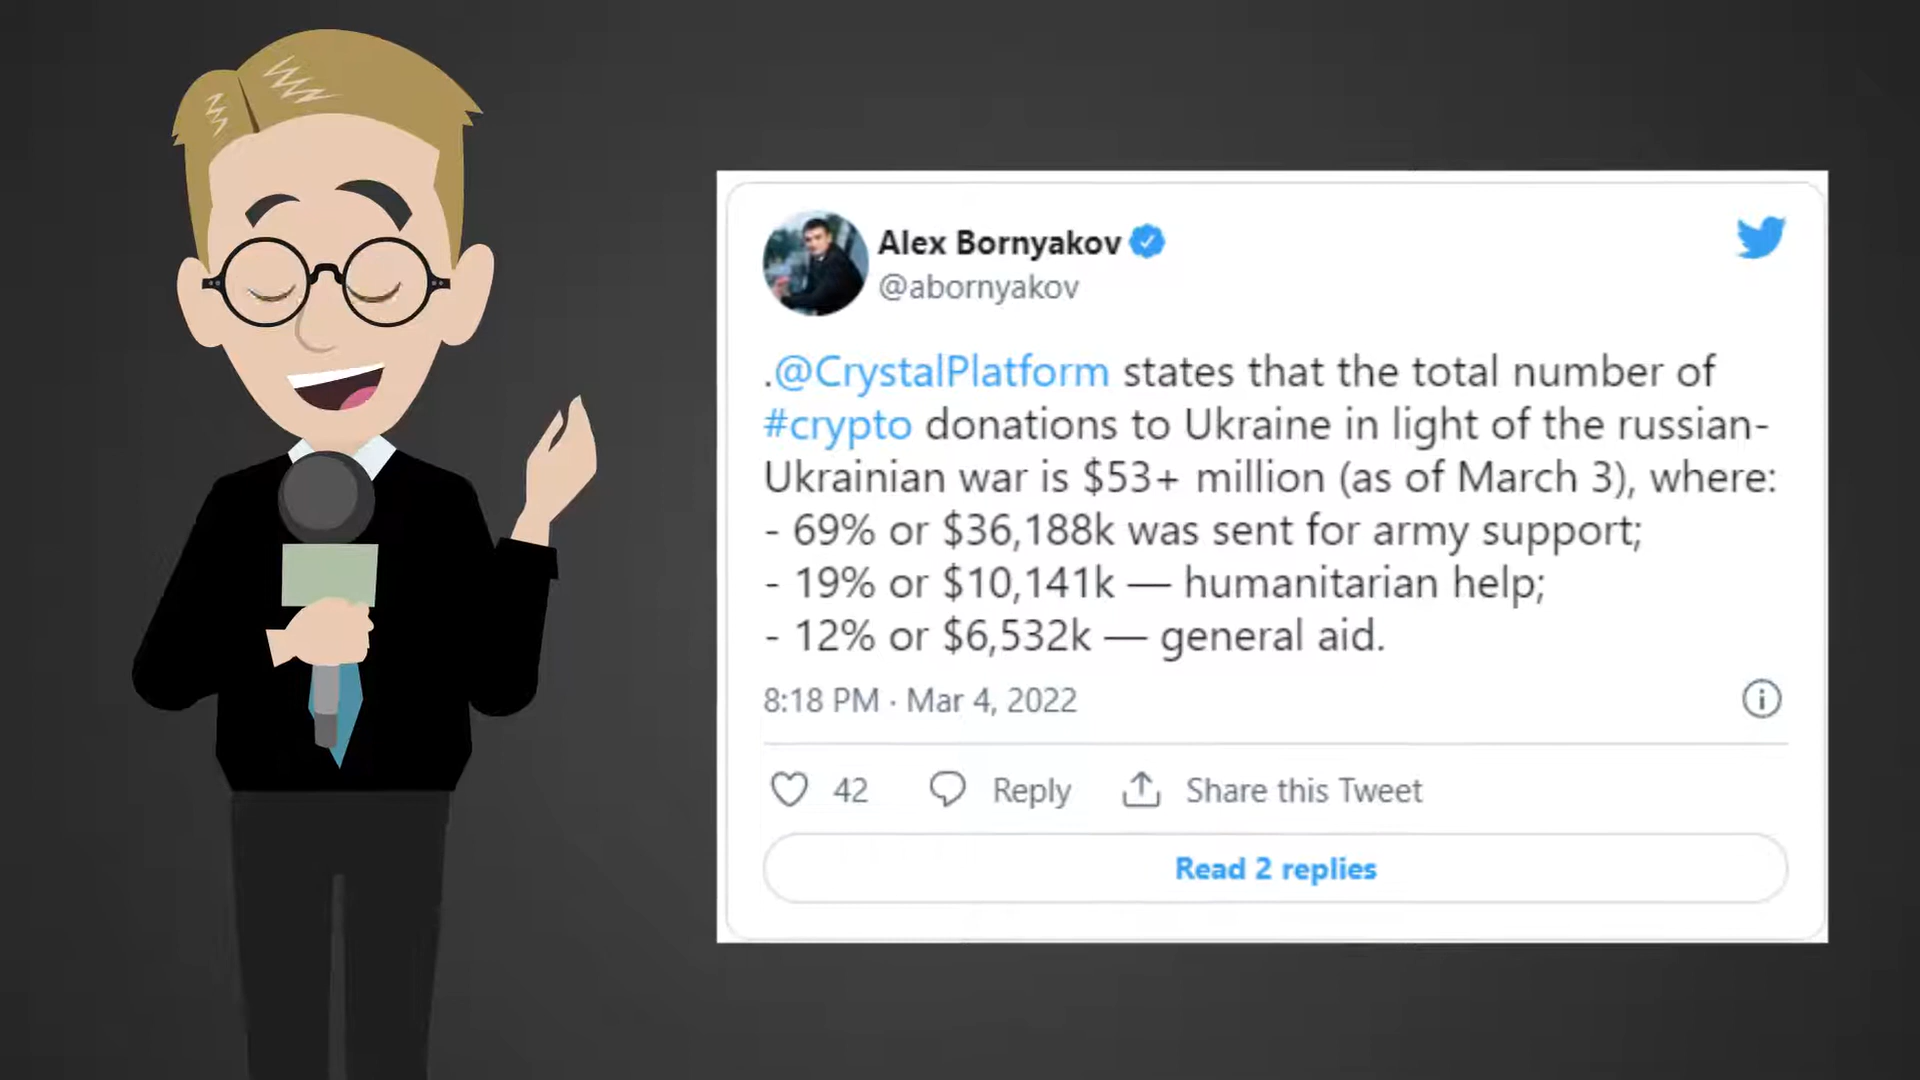 Alex Bornyakov
@abornyakov
.@CrystalPlatform states that the total number of
#crypto donations to Ukraine in light of the russian-
Ukrainian war is $53+ million (as of March 3), where:
- 69% or $36,188k was sent for army support;
- 19% or $10,141k — humanitarian help;
- 12% or $6,532k — general aid.
8:18 PM · Mar 4, 2022
42 Reply Share this Tweet
Read 2 replies